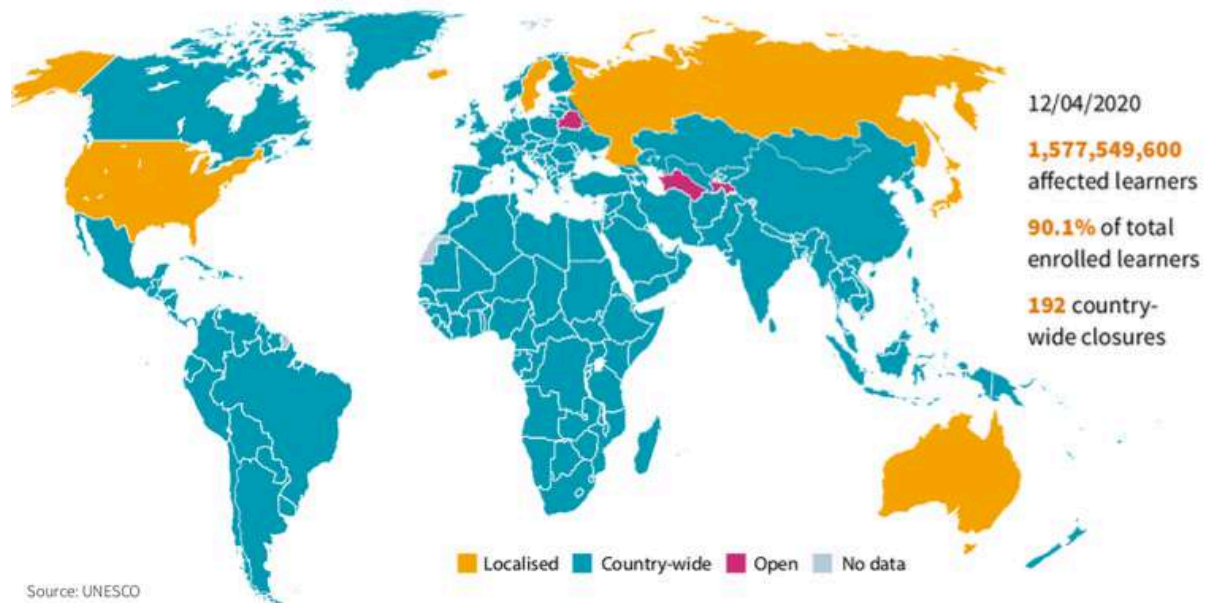 12/04/2020
1,577,549,600
affected learners
90.1% of total
enrolled learners
192 country-
wide closures
Localised
Country-wide
Open
No data
Source: UNESCO